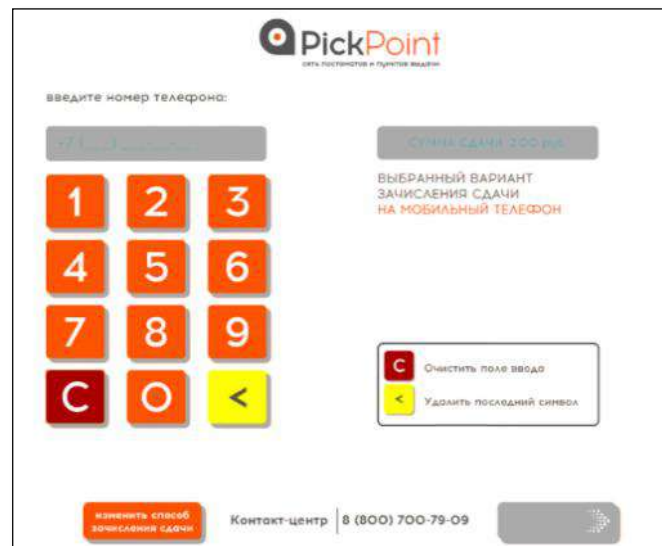 PickPoint
сеть постаматов и пунктов выдачи
введите номер телефона:
+7 (___) ___-__-__
СУММА СДАЧИ: 200 руб.
ВЫБРАННЫЙ ВАРИАНТ
ЗАЧИСЛЕНИЯ СДАЧИ
НА МОБИЛЬНЫЙ ТЕЛЕФОН
1 2 3
4 5 6
7 8 9
C 0 <
C Очистить поле ввода
< Удалить последний символ
изменить способ
зачисления сдачи
Контакт-центр 8 (800) 700-79-09